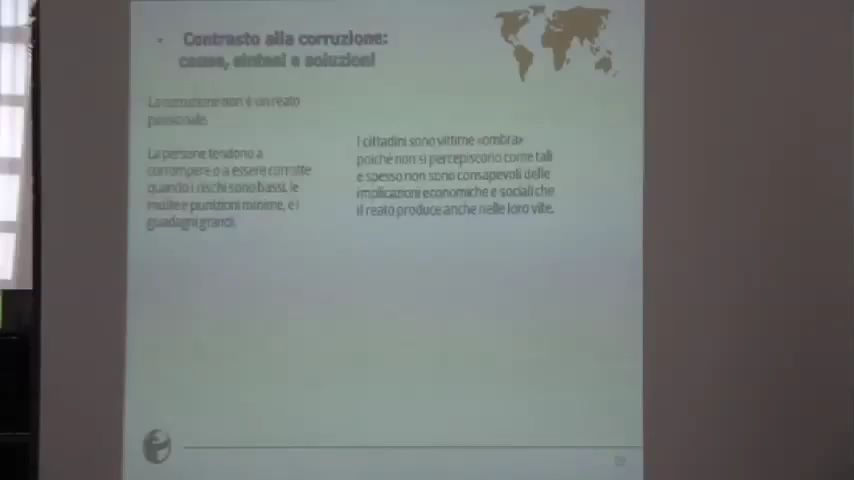 Contrasto alla corruzione:
cause, sintesi e soluzioni
La corruzione non è un reato
passionale.
La persone tendono a
corrompere o a essere corrotte
quando i rischi sono bassi, le
multe e punizioni minime, e i
guadagni grandi.
I cittadini sono vittime «ombra»
poiché non si percepiscono come tali
e spesso non sono consapevoli delle
implicazioni economiche e sociali che
il reato produce anche nelle loro vite.